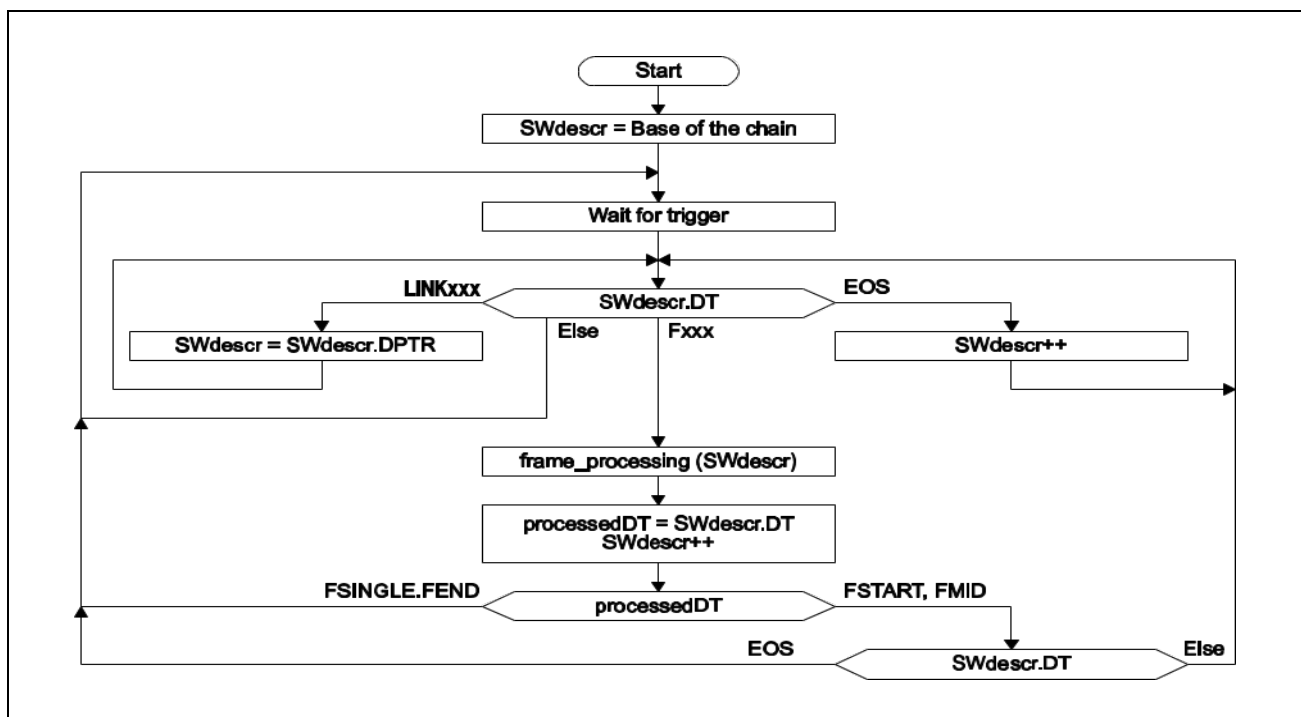 Start
SWdescr = Base of the chain
Wait for trigger
LINKxxx
EOS
SWdescr.DT
Else
Fxxx
SWdescr = SWdescr.DPTR
SWdescr++
frame_processing (SWdescr)
processedDT = SWdescr.DT
SWdescr++
FSINGLE.FEND
FSTART, FMID
processedDT
EOS
Else
SWdescr.DT